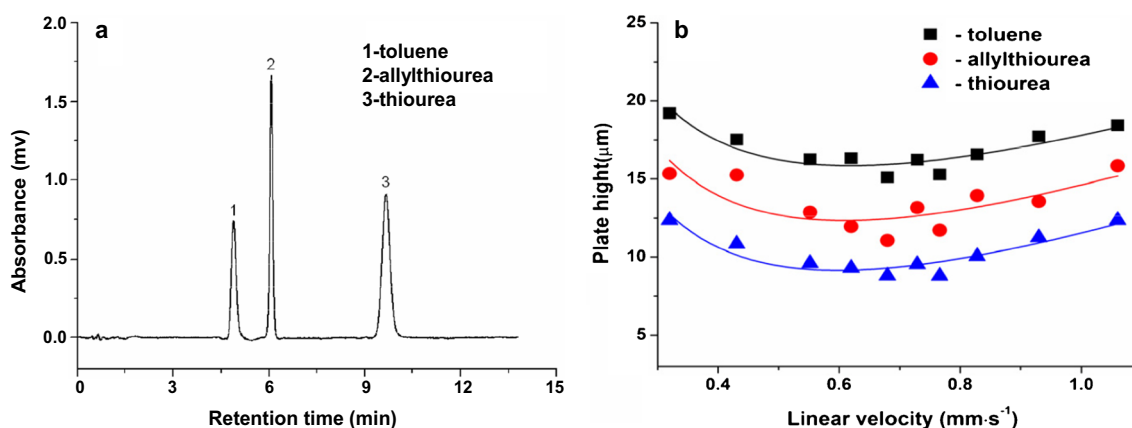 a
1-toluene
2-allylthiourea
3-thiourea
1
2
3
Absorbance (mv)
2.0
1.5
1.0
0.5
0.0
0 3 6 9 12 15
Retention time (min)
b
- toluene
- allylthiourea
- thiourea
Plate hight(μm)
25
20
15
10
5
0.4 0.6 0.8 1.0
Linear velocity (mm·s⁻¹)